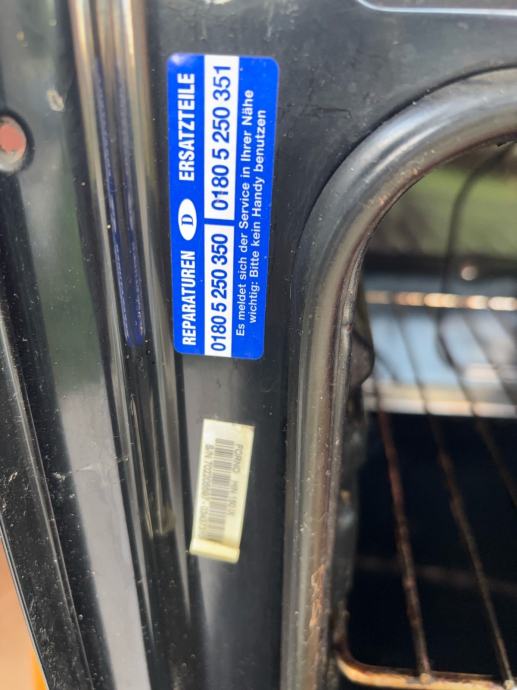 REPARATUREN D ERSATZTEILE
0180 5 250 350 0180 5 250 351
Es meldet sich der Service in Ihrer Nähe
wichtig: Bitte kein Handy benutzen
FORNO
S/N